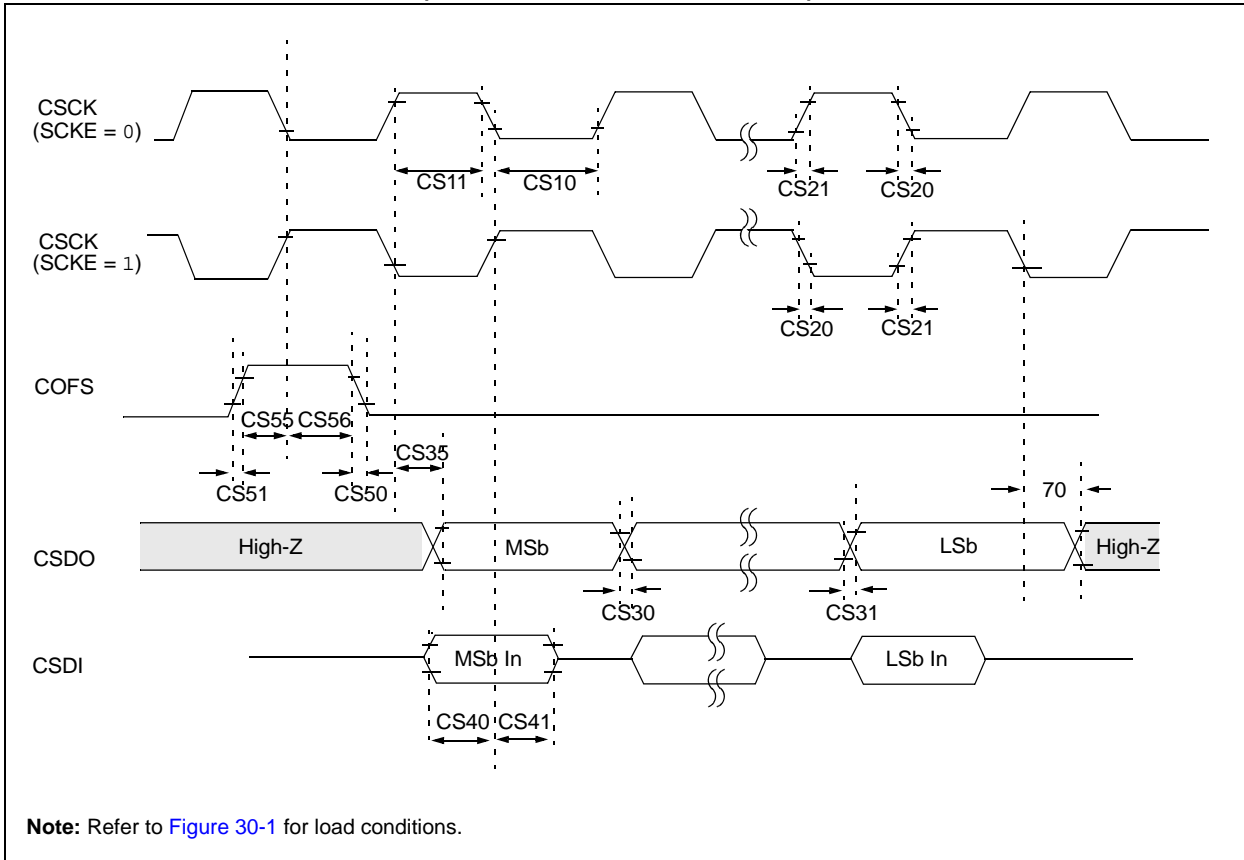 CSCK
(SCKE = 0)
CS11
CS10
CS21
CS20
CSCK
(SCKE = 1)
CS20
CS21
COFS
CS55
CS56
CS35
CS51
CS50
70
CSDO
High-Z
MSb
LSb
High-Z
CS30
CS31
CSDI
MSb In
LSb In
CS40
CS41
Note: Refer to Figure 30-1 for load conditions.